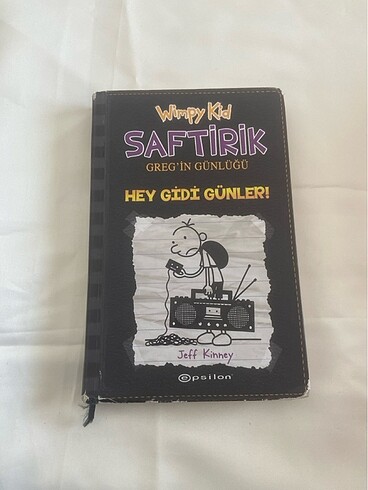 Wimpy Kid
SAFTİRİK
GREG'İN GÜNLÜĞÜ
HEY GİDİ GÜNLER!
Jeff Kinney
epsilon